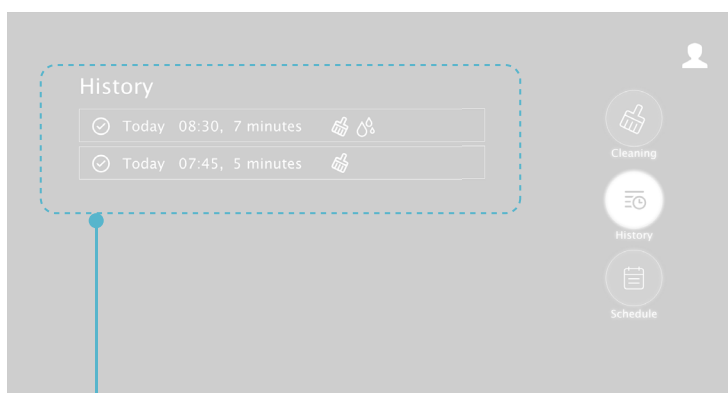 History
Today 08:30, 7 minutes
Today 07:45, 5 minutes
Cleaning
History
Schedule